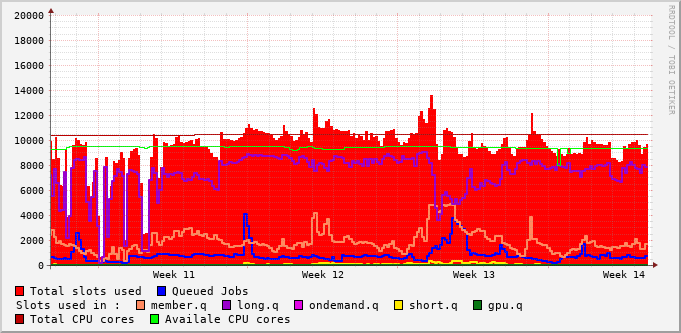 RRDTOOL / TOBI OETIKER
20000
18000
16000
14000
12000
10000
8000
6000
4000
2000
0
Week 11 Week 12 Week 13 Week 14
Total slots used Queued Jobs
Slots used in : member.q long.q ondemand.q short.q gpu.q
Total CPU cores Availale CPU cores